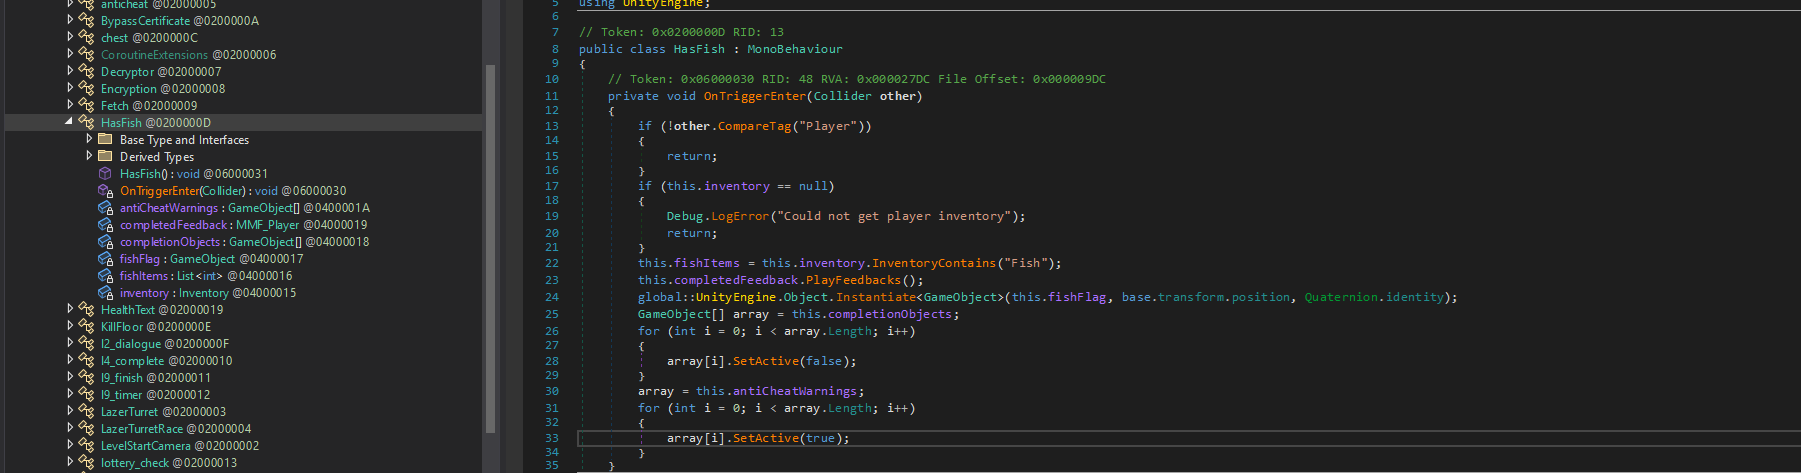 anticheat @02000005
BypassCertificate @0200000A
chest @0200000C
CoroutineExtensions @02000006
Decryptor @02000007
Encryption @02000008
Fetch @02000009
HasFish @0200000D
Base Type and Interfaces
Derived Types
HasFish() : void @06000031
OnTriggerEnter(Collider) : void @06000030
antiCheatWarnings : GameObject[] @0400001A
completedFeedback : MMF_Player @04000019
completionObjects : GameObject[] @04000018
fishFlag : GameObject @04000017
fishItems : List<int> @04000016
inventory : Inventory @04000015
HealthText @02000019
KillFloor @0200000E
l2_dialogue @0200000F
l4_complete @02000010
l9_finish @02000011
l9_timer @02000012
LazerTurret @02000003
LazerTurretRace @02000004
LevelStartCamera @02000002
lottery_check @02000013
5 using UnityEngine;
6
7 // Token: 0x0200000D RID: 13
8 public class HasFish : MonoBehaviour
9 {
10 // Token: 0x06000030 RID: 48 RVA: 0x000027DC File Offset: 0x000009DC
11 private void OnTriggerEnter(Collider other)
12 {
13 if (!other.CompareTag("Player"))
14 {
15 return;
16 }
17 if (this.inventory == null)
18 {
19 Debug.LogError("Could not get player inventory");
20 return;
21 }
22 this.fishItems = this.inventory.InventoryContains("Fish");
23 this.completedFeedback.PlayFeedbacks();
24 global::UnityEngine.Object.Instantiate<GameObject>(this.fishFlag, base.transform.position, Quaternion.identity);
25 GameObject[] array = this.completionObjects;
26 for (int i = 0; i < array.Length; i++)
27 {
28 array[i].SetActive(false);
29 }
30 array = this.antiCheatWarnings;
31 for (int i = 0; i < array.Length; i++)
32 {
33 array[i].SetActive(true);
34 }
35 }